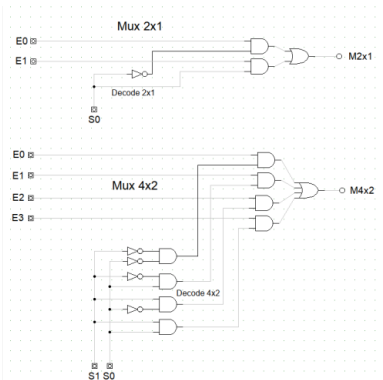 Mux 2x1
E0
E1
M2x1
Decode 2x1
S0
E0
E1
Mux 4x2
E2
E3
M4x2
Decode 4x2
S1 S0